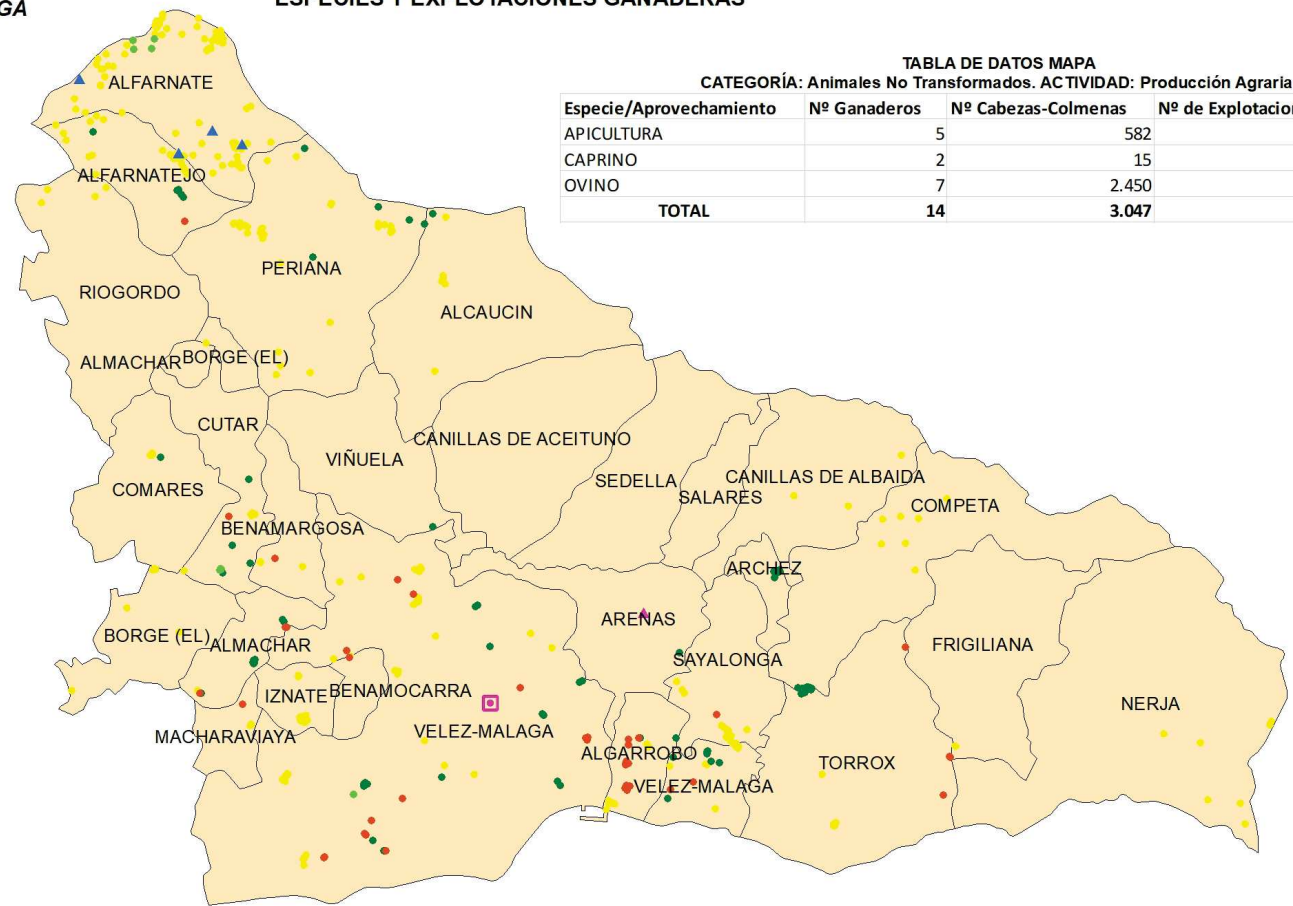 GA
ESPECIES Y EXPLOTACIONES GANADERAS
TABLA DE DATOS MAPA
CATEGORÍA: Animales No Transformados. ACTIVIDAD: Producción Agraria
Especie/Aprovechamiento Nº Ganaderos Nº Cabezas-Colmenas Nº de Explotacion
APICULTURA 5 582
CAPRINO 2 15
OVINO 7 2.450
TOTAL 14 3.047
ALFARNATE
ALFARNATEJO
PERIANA
RIOGORDO
ALCAUCIN
ALMACHAR
BORGE (EL)
CUTAR
CANILLAS DE ACEITUNO
VIÑUELA
SEDELLA
CANILLAS DE ALBAIDA
COMARES
SALARES
COMPETA
BENAMARGOSA
ARCHEZ
ARENAS
BORGE (EL)
ALMACHAR
FRIGILIANA
SAYALONGA
IZNATE
BENAMOCARRA
NERJA
VELEZ-MALAGA
MACHARAVIAYA
ALGARROBO
TORROX
VELEZ-MALAGA